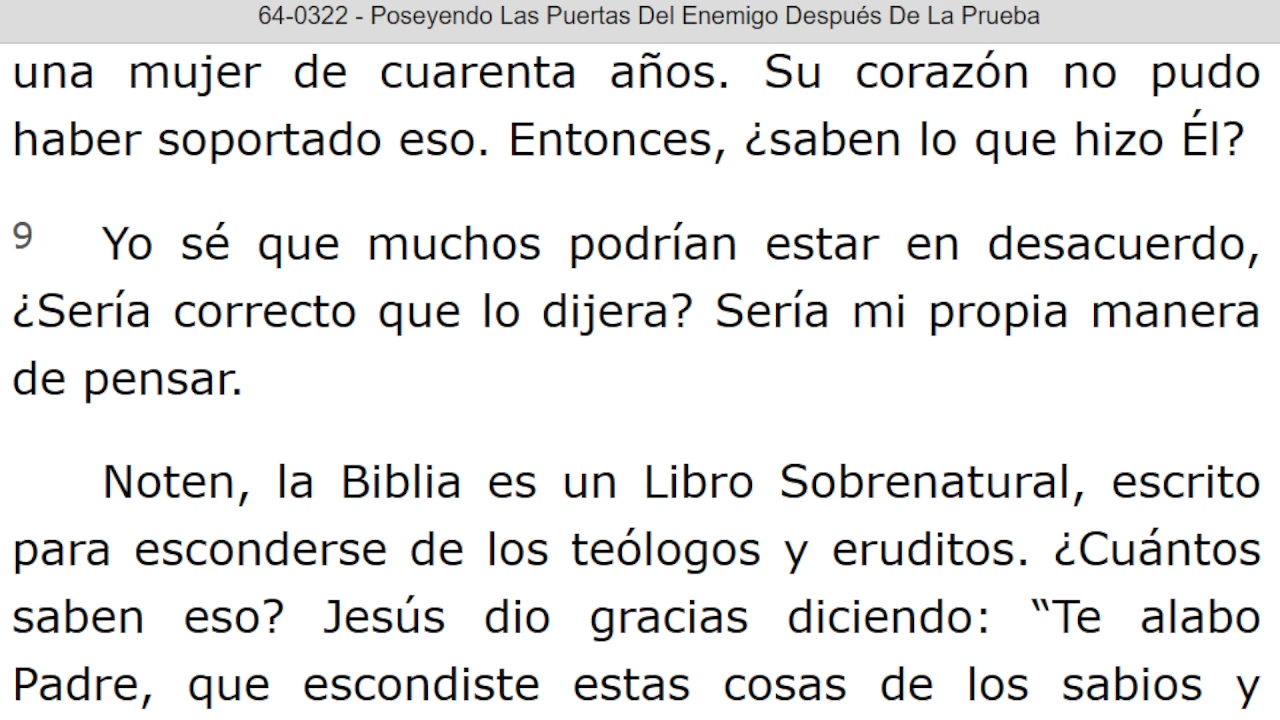 64-0322 - Poseyendo Las Puertas Del Enemigo Después De La Prueba
una mujer de cuarenta años. Su corazón no pudo
haber soportado eso. Entonces, ¿saben lo que hizo Él?
9 Yo sé que muchos podrían estar en desacuerdo,
¿Sería correcto que lo dijera? Sería mi propia manera
de pensar.
Noten, la Biblia es un Libro Sobrenatural, escrito
para esconderse de los teólogos y eruditos. ¿Cuántos
saben eso? Jesús dio gracias diciendo: “Te alabo
Padre, que escondiste estas cosas de los sabios y